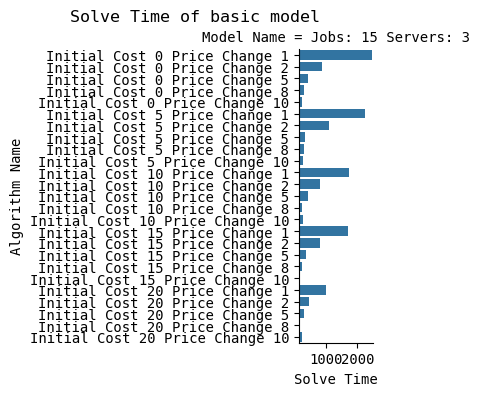 Solve Time of basic model
Model Name = Jobs: 15 Servers: 3
Initial Cost 0 Price Change 1
Initial Cost 0 Price Change 2
Initial Cost 0 Price Change 5
Initial Cost 0 Price Change 8
Initial Cost 0 Price Change 10
Initial Cost 5 Price Change 1
Initial Cost 5 Price Change 2
Initial Cost 5 Price Change 5
Initial Cost 5 Price Change 8
Initial Cost 5 Price Change 10
Initial Cost 10 Price Change 1
Initial Cost 10 Price Change 2
Initial Cost 10 Price Change 5
Initial Cost 10 Price Change 8
Initial Cost 10 Price Change 10
Initial Cost 15 Price Change 1
Initial Cost 15 Price Change 2
Initial Cost 15 Price Change 5
Initial Cost 15 Price Change 8
Initial Cost 15 Price Change 10
Initial Cost 20 Price Change 1
Initial Cost 20 Price Change 2
Initial Cost 20 Price Change 5
Initial Cost 20 Price Change 8
Initial Cost 20 Price Change 10
Algorithm Name
1000 2000
Solve Time